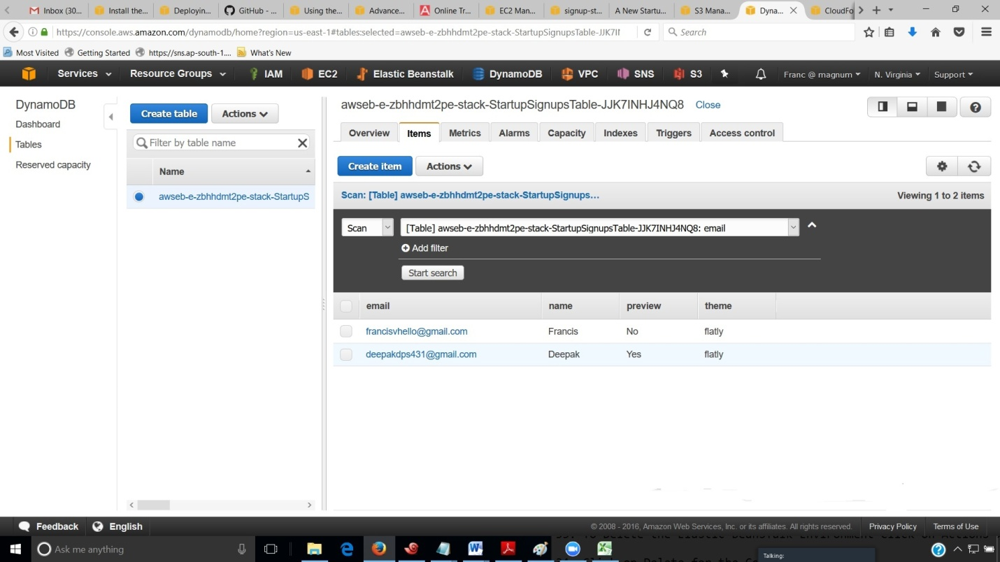 Inbox (30... Install the... Deployin... GitHub - ... Using the... Advance... Online Tr... EC2 Man... signup-st... A New Startu... S3 Mana... Dyna... CloudFo
https://console.aws.amazon.com/dynamodb/home?region=us-east-1#tables:selected=awseb-e-zbhhdmt2pe-stack-StartupSignupsTable-JJK7IN Search
Most Visited Getting Started https://sns.ap-south-1.... What's New
Services Resource Groups IAM EC2 Elastic Beanstalk DynamoDB VPC SNS S3 Franc @ magnum N. Virginia Support
DynamoDB
Dashboard
Tables
Reserved capacity
Create table Actions
Filter by table name
Name
awseb-e-zbhhdmt2pe-stack-StartupS
awseb-e-zbhhdmt2pe-stack-StartupSignupsTable-JJK7INHJ4NQ8 Close
Overview Items Metrics Alarms Capacity Indexes Triggers Access control
Create item Actions
Scan: [Table] awseb-e-zbhhdmt2pe-stack-StartupSignups... Viewing 1 to 2 items
Scan [Table] awseb-e-zbhhdmt2pe-stack-StartupSignupsTable-JJK7INHJ4NQ8: email
Add filter
Start search
email name preview theme
francisvhello@gmail.com Francis No flatly
deepakdps431@gmail.com Deepak Yes flatly
Feedback English © 2008 - 2016, Amazon Web Services, Inc. or its affiliates. All rights reserved. Privacy Policy Terms of Use
Ask me anything
Talking: